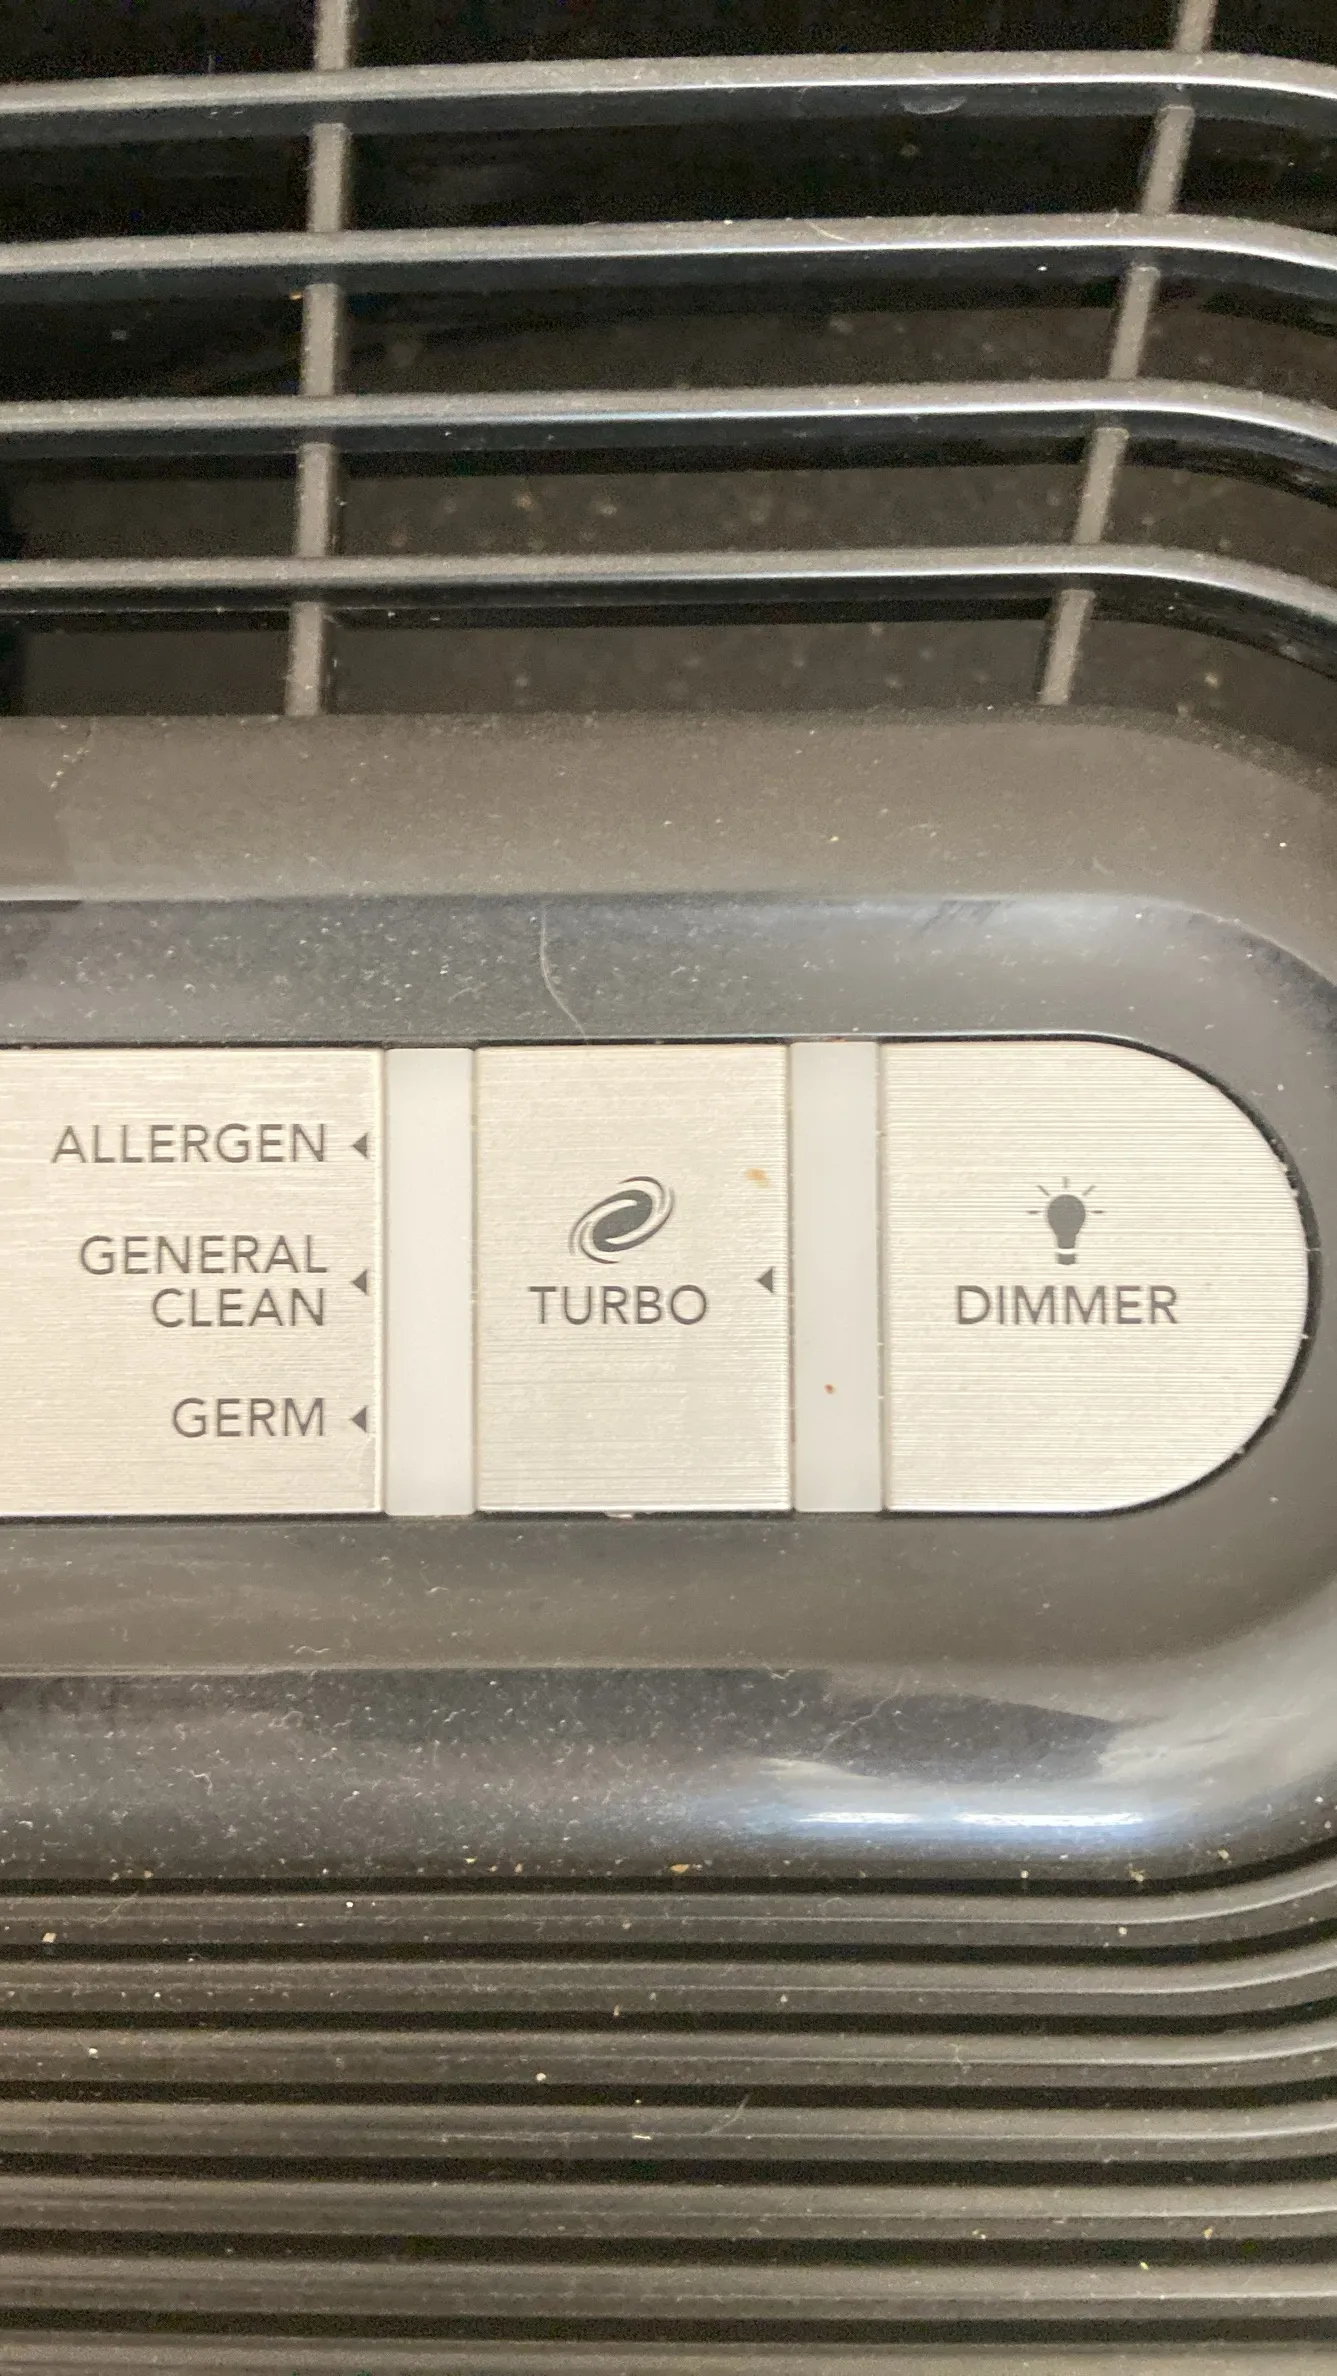 ALLERGEN
GENERAL
CLEAN
GERM
TURBO
DIMMER